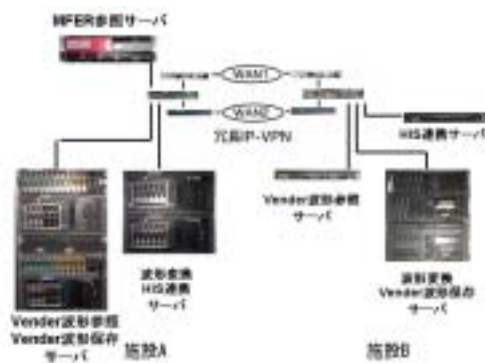 MFER参照サーバ
WAN1
WAN2
冗長IP-VPN
HIS連携サーバ
Vender波形参照
サーバ
波形変換
HIS連携
サーバ
波形変換
Vender波形保存
サーバ
Vender波形参照
Vender波形保存
サーバ
施設A
施設B